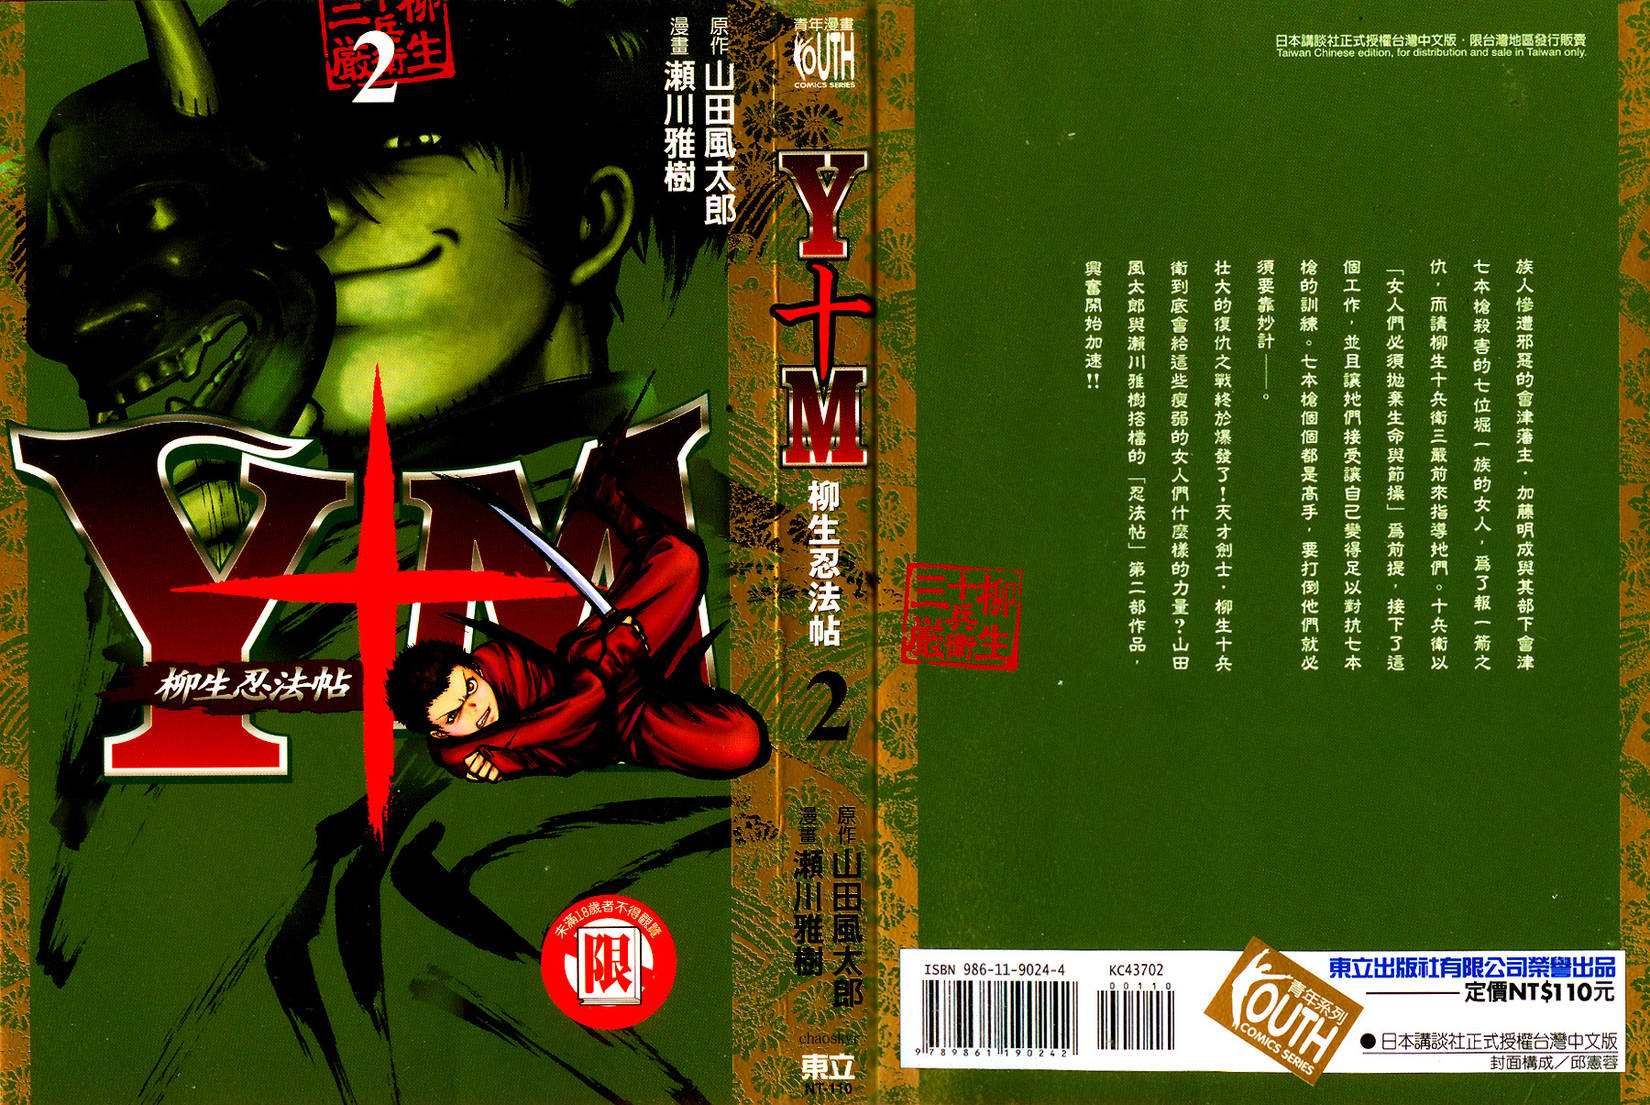 柳生
十兵衛
三厳
2
原作 山田風太郎
漫畫 瀬川雅樹
Y十M
柳生忍法帖
未滿18歲者不得觀覽
限
青年漫畫
YOUTH
COMICS SERIES
Y十M
柳生忍法帖
2
原作 山田風太郎
漫畫 瀬川雅樹
chaosky
東立
NT-110
日本講談社正式授權台灣中文版・限台灣地區發行販賣
Taiwan Chinese edition, for distribution and sale in Taiwan only.
族人慘遭邪惡的會津藩主・加藤明成與其部下會津
七本槍殺害的七位堀一族的女人，為了報一箭之
仇，而請柳生十兵衛三嚴前來指導她們。十兵衛以
「女人們必須拋棄生命與節操」為前提，接下了這
個工作，並且讓她們接受讓自己變得足以對抗七本
槍的訓練。七本槍個個都是高手，要打倒他們就必
須要靠妙計——。
壯大的復仇之戰終於爆發了！天才劍士・柳生十兵
衛到底會給這些瘦弱的女人們什麼樣的力量？山田
風太郎與瀨川雅樹搭檔的「忍法帖」第二部作品，
興奮開始加速！！
柳生
十兵衛
三厳
ISBN 986-11-9024-4
KC43702
00110
9 789861 190242
青年系列
YOUTH
COMICS SERIES
東立出版社有限公司榮譽出品
定價NT$110元
●日本講談社正式授權台灣中文版
封面構成／邱憲蓉